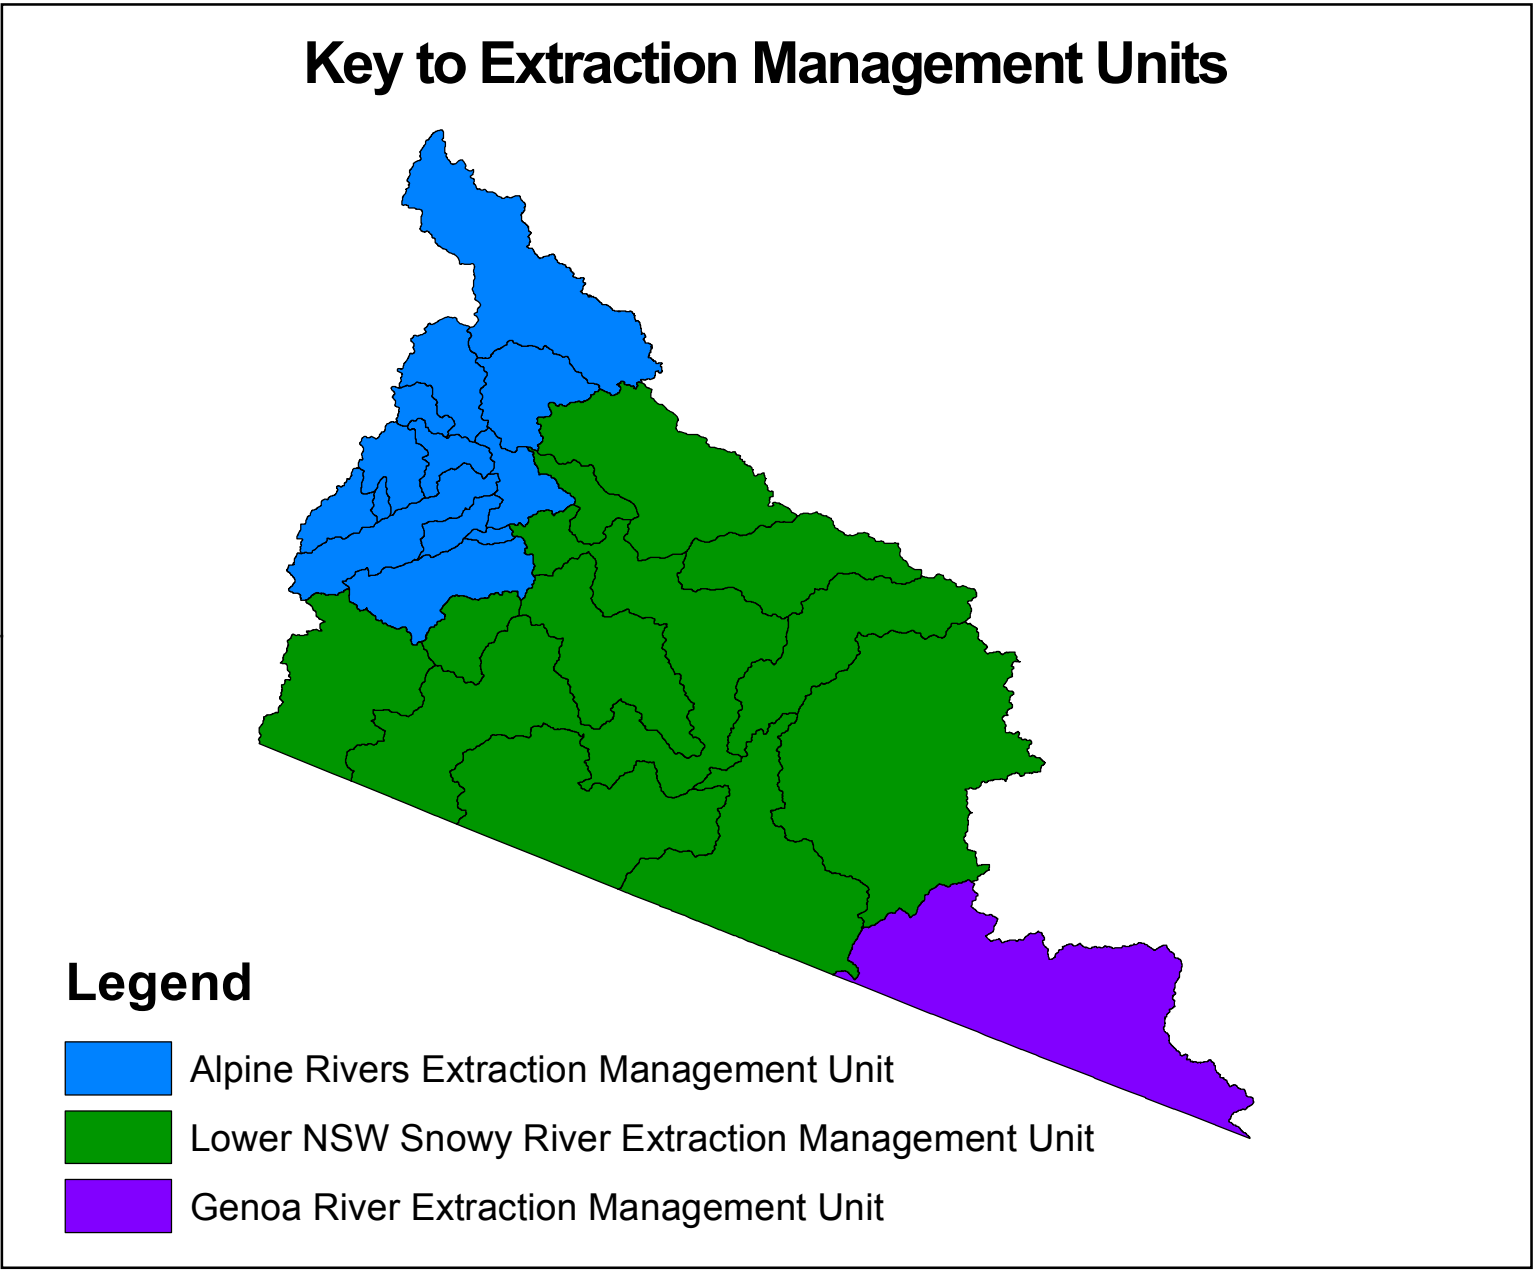 Key to Extraction Management Units
Legend
Alpine Rivers Extraction Management Unit
Lower NSW Snowy River Extraction Management Unit
Genoa River Extraction Management Unit